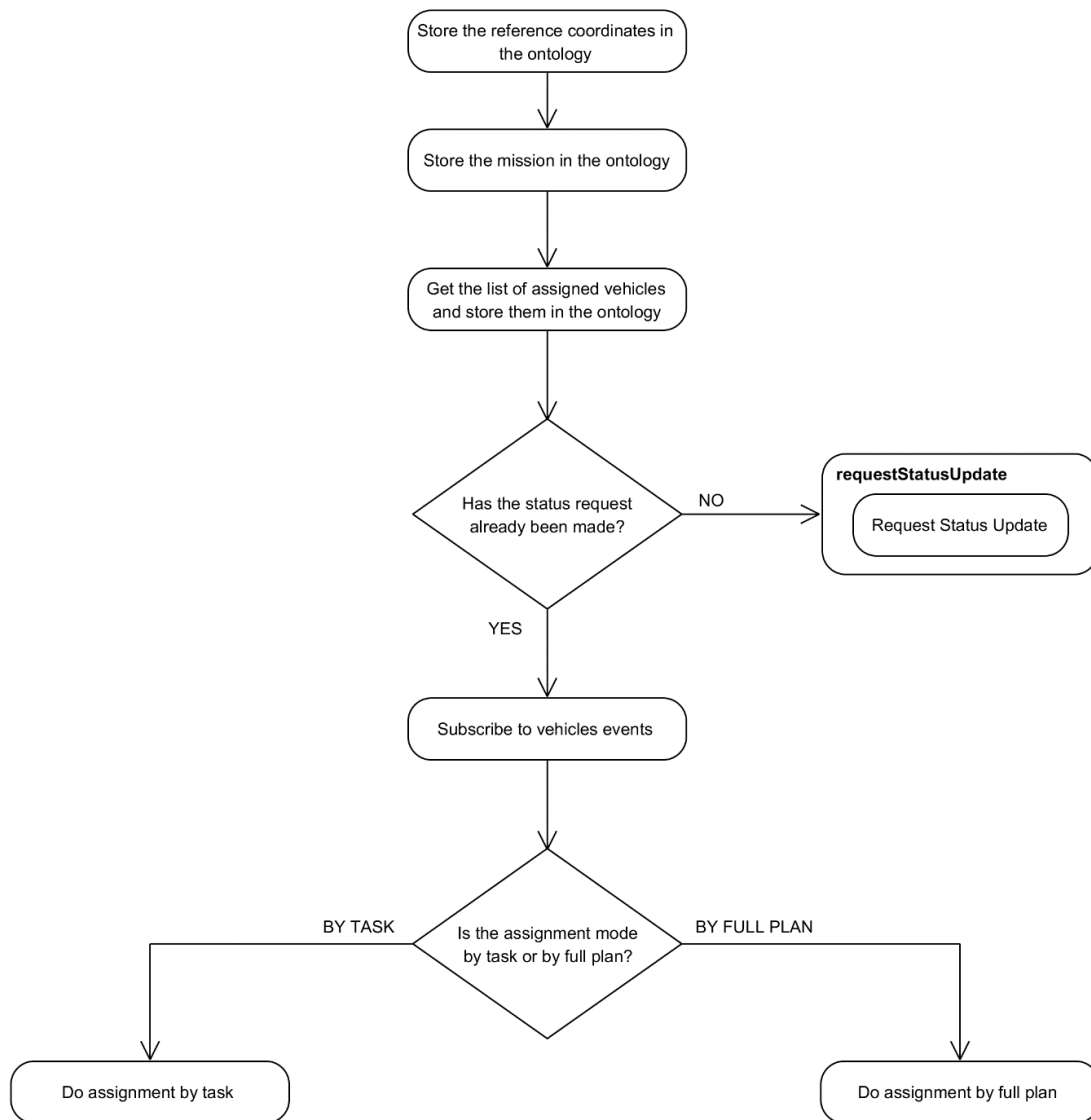 Store the reference coordinates in
the ontology
Store the mission in the ontology
Get the list of assigned vehicles
and store them in the ontology
Has the status request
already been made?
NO
requestStatusUpdate
Request Status Update
YES
Subscribe to vehicles events
Is the assignment mode
by task or by full plan?
BY TASK
BY FULL PLAN
Do assignment by task
Do assignment by full plan